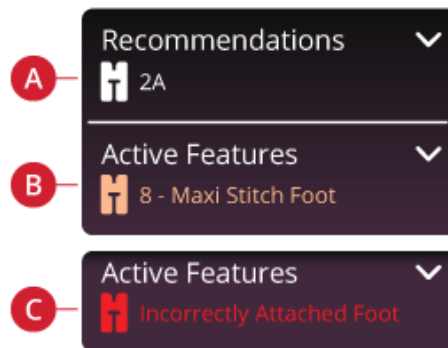 Recommendations
A
2A
Active Features
B
8 - Maxi Stitch Foot
Active Features
C
Incorrectly Attached Foot